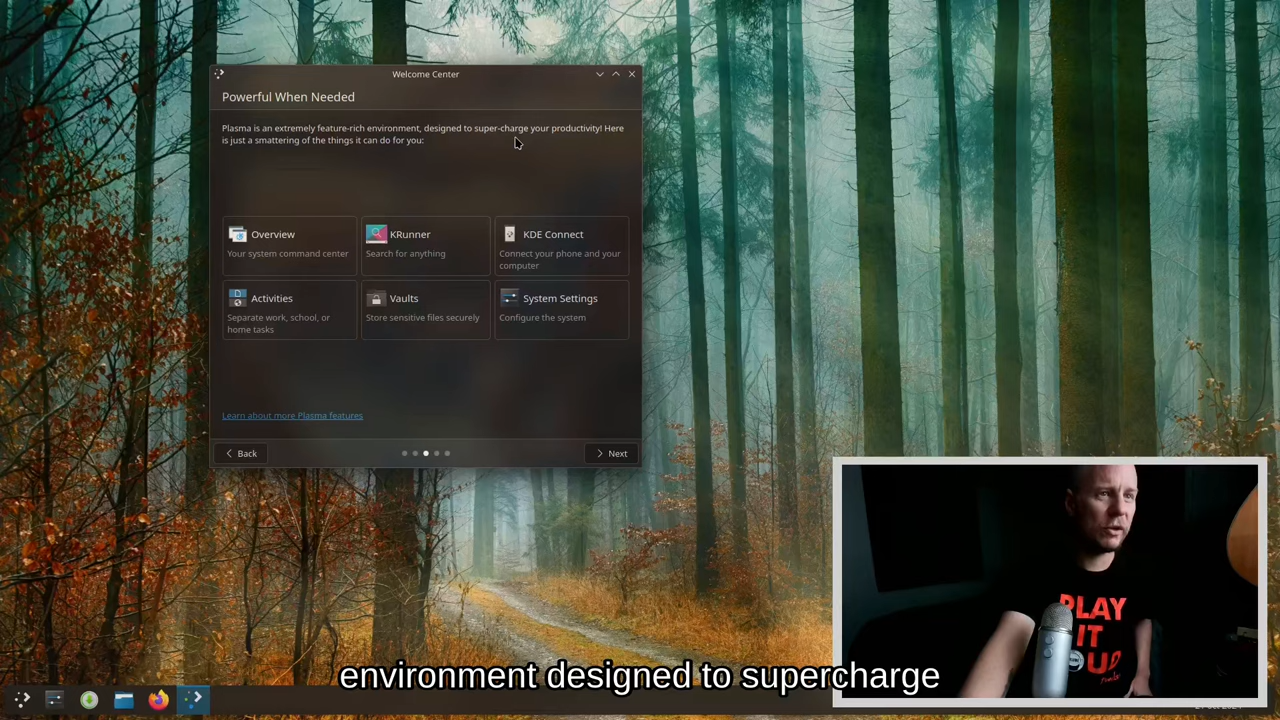 Welcome Center
Powerful When Needed
Plasma is an extremely feature-rich environment, designed to super-charge your productivity! Here
is just a smattering of the things it can do for you:
Overview
Your system command center
KRunner
Search for anything
KDE Connect
Connect your phone and your
computer
Activities
Separate work, school, or
home tasks
Vaults
Store sensitive files securely
System Settings
Configure the system
Learn about more Plasma features
Back
Next
PLAY
IT
environment designed to supercharge